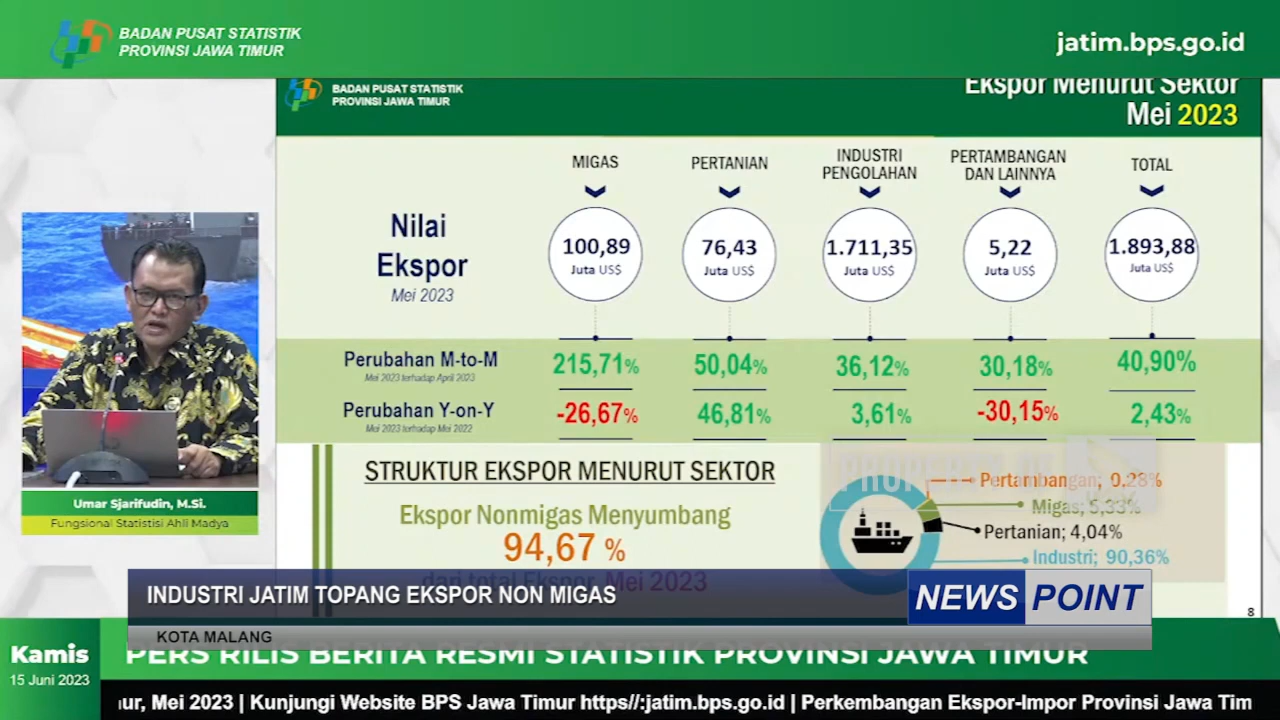 BADAN PUSAT STATISTIK
PROVINSI JAWA TIMUR
jatim.bps.go.id
BADAN PUSAT STATISTIK
PROVINSI JAWA TIMUR
Ekspor Menurut Sektor
Mei 2023
MIGAS
PERTANIAN
INDUSTRI
PENGOLAHAN
PERTAMBANGAN
DAN LAINNYA
TOTAL
Nilai
Ekspor
Mei 2023
100,89
Juta US$
76,43
Juta US$
1.711,35
Juta US$
5,22
Juta US$
1.893,88
Juta US$
Perubahan M-to-M
Mei 2023 terhadap April 2023
215,71%
50,04%
36,12%
30,18%
40,90%
Perubahan Y-on-Y
Mei 2023 terhadap Mei 2022
-26,67%
46,81%
3,61%
-30,15%
2,43%
STRUKTUR EKSPOR MENURUT SEKTOR
Ekspor Nonmigas Menyumbang
94,67 %
dari total Ekspor, Mei 2023
PROPERTY OF
Pertambangan; 0,28%
Migas; 5,33%
Pertanian; 4,04%
Industri; 90,36%
8
Umar Sjarifudin, M.Si.
Fungsional Statistisi Ahli Madya
INDUSTRI JATIM TOPANG EKSPOR NON MIGAS
NEWS POINT
KOTA MALANG
Kamis
15 Juni 2023
PERS RILIS BERITA RESMI STATISTIK PROVINSI JAWA TIMUR
ur, Mei 2023 | Kunjungi Website BPS Jawa Timur https//:jatim.bps.go.id | Perkembangan Ekspor-Impor Provinsi Jawa Tim